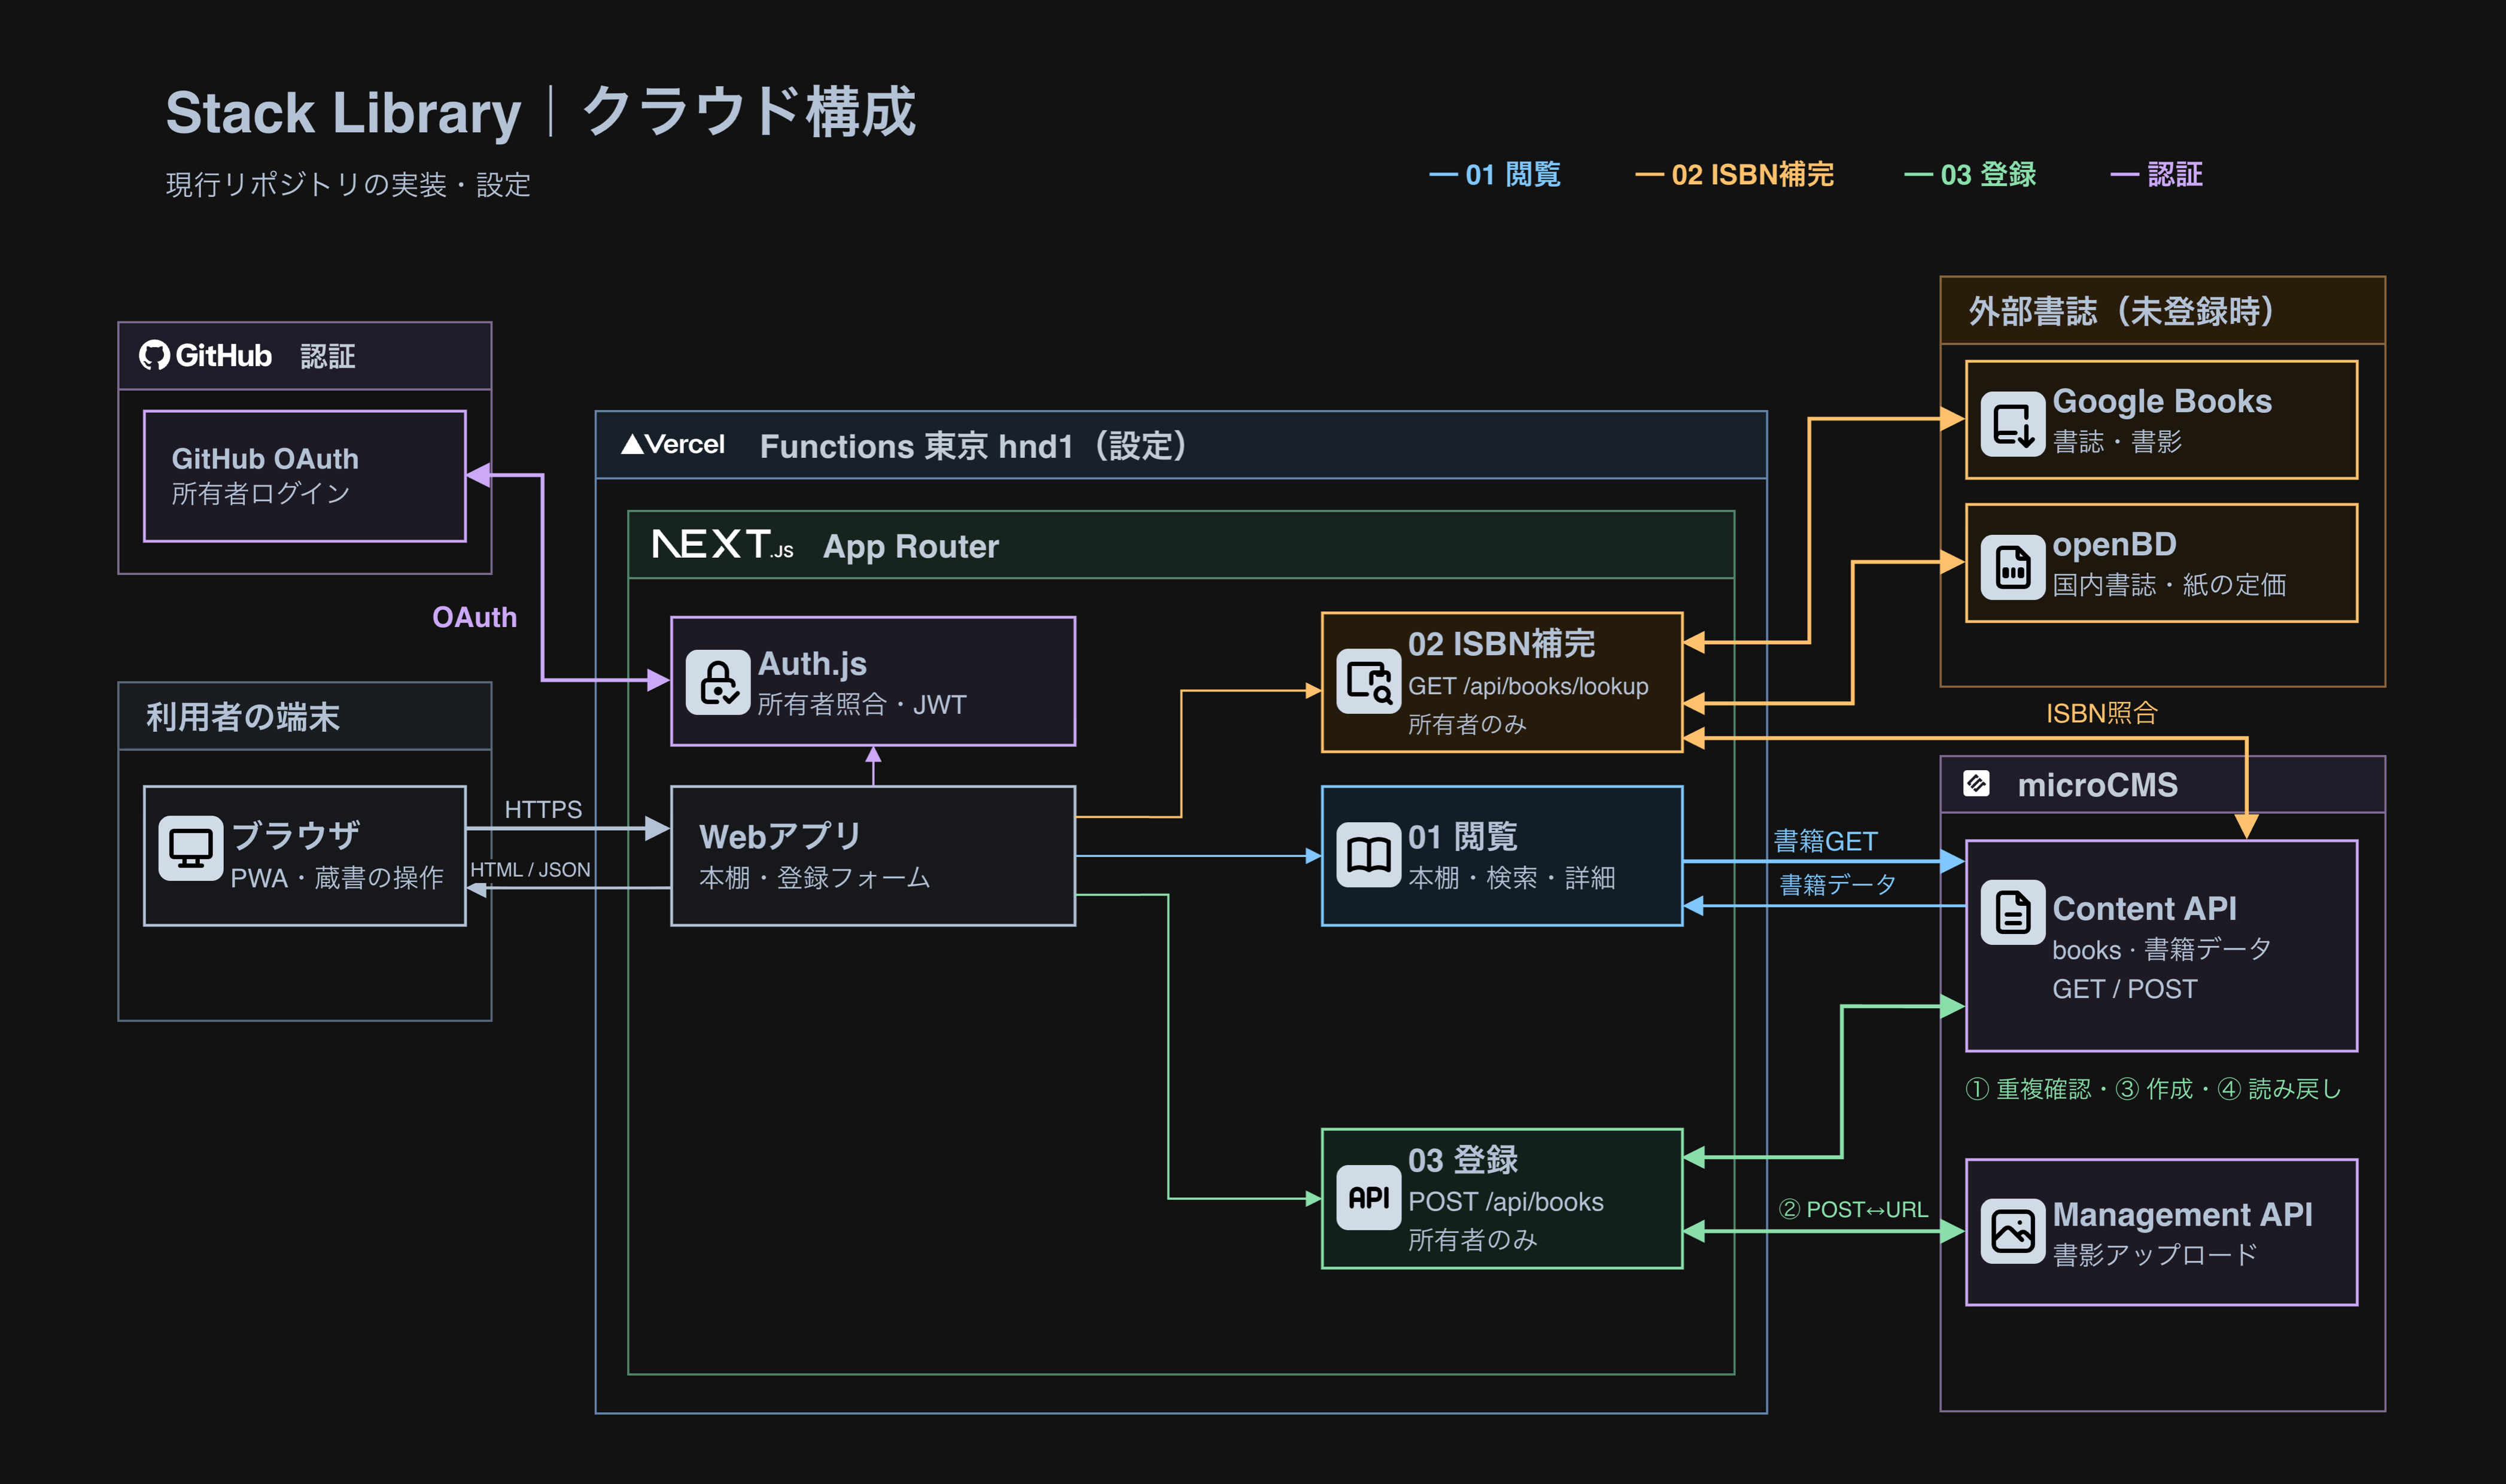 Stack Library｜クラウド構成
現行リポジトリの実装・設定
01 閲覧
02 ISBN補完
03 登録
認証
GitHub 認証
GitHub OAuth
所有者ログイン
OAuth
利用者の端末
ブラウザ
PWA・蔵書の操作
HTTPS
HTML / JSON
Vercel Functions 東京 hnd1（設定）
NEXT.JS App Router
Auth.js
所有者照合・JWT
Webアプリ
本棚・登録フォーム
02 ISBN補完
GET /api/books/lookup
所有者のみ
01 閲覧
本棚・検索・詳細
03 登録
API
POST /api/books
所有者のみ
外部書誌（未登録時）
Google Books
書誌・書影
openBD
国内書誌・紙の定価
ISBN照合
microCMS
書籍GET
書籍データ
Content API
books・書籍データ
GET / POST
① 重複確認・③ 作成・④ 読み戻し
② POST↔URL
Management API
書影アップロード